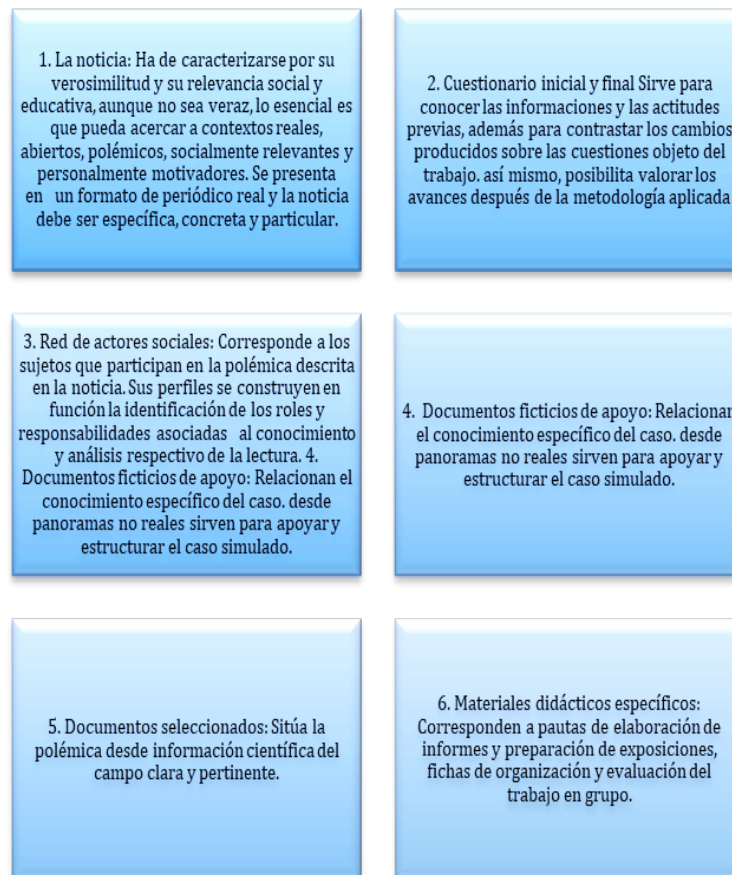 1. La noticia: Ha de caracterizarse por su
verosimilitud y su relevancia social y
educativa, aunque no sea veraz, lo esencial es
que pueda acercar a contextos reales,
abiertos, polémicos, socialmente relevantes y
personalmente motivadores. Se presenta
en un formato de periódico real y la noticia
debe ser específica, concreta y particular.
2. Cuestionario inicial y final Sirve para
conocer las informaciones y las actitudes
previas, además para contrastar los cambios
producidos sobre las cuestiones objeto del
trabajo. así mismo, posibilita valorar los
avances después de la metodología aplicada
3. Red de actores sociales: Corresponde a los
sujetos que participan en la polémica descrita
en la noticia. Sus perfiles se construyen en
función la identificación de los roles y
responsabilidades asociadas al conocimiento
y análisis respectivo de la lectura. 4.
Documentos ficticios de apoyo: Relacionan el
conocimiento específico del caso. desde
panoramas no reales sirven para apoyar y
estructurar el caso simulado.
4. Documentos ficticios de apoyo: Relacionan
el conocimiento específico del caso. desde
panoramas no reales sirven para apoyar y
estructurar el caso simulado.
5. Documentos seleccionados: Sitúa la
polémica desde información científica del
campo clara y pertinente.
6. Materiales didácticos específicos:
Corresponden a pautas de elaboración de
informes y preparación de exposiciones,
fichas de organización y evaluación del
trabajo en grupo.